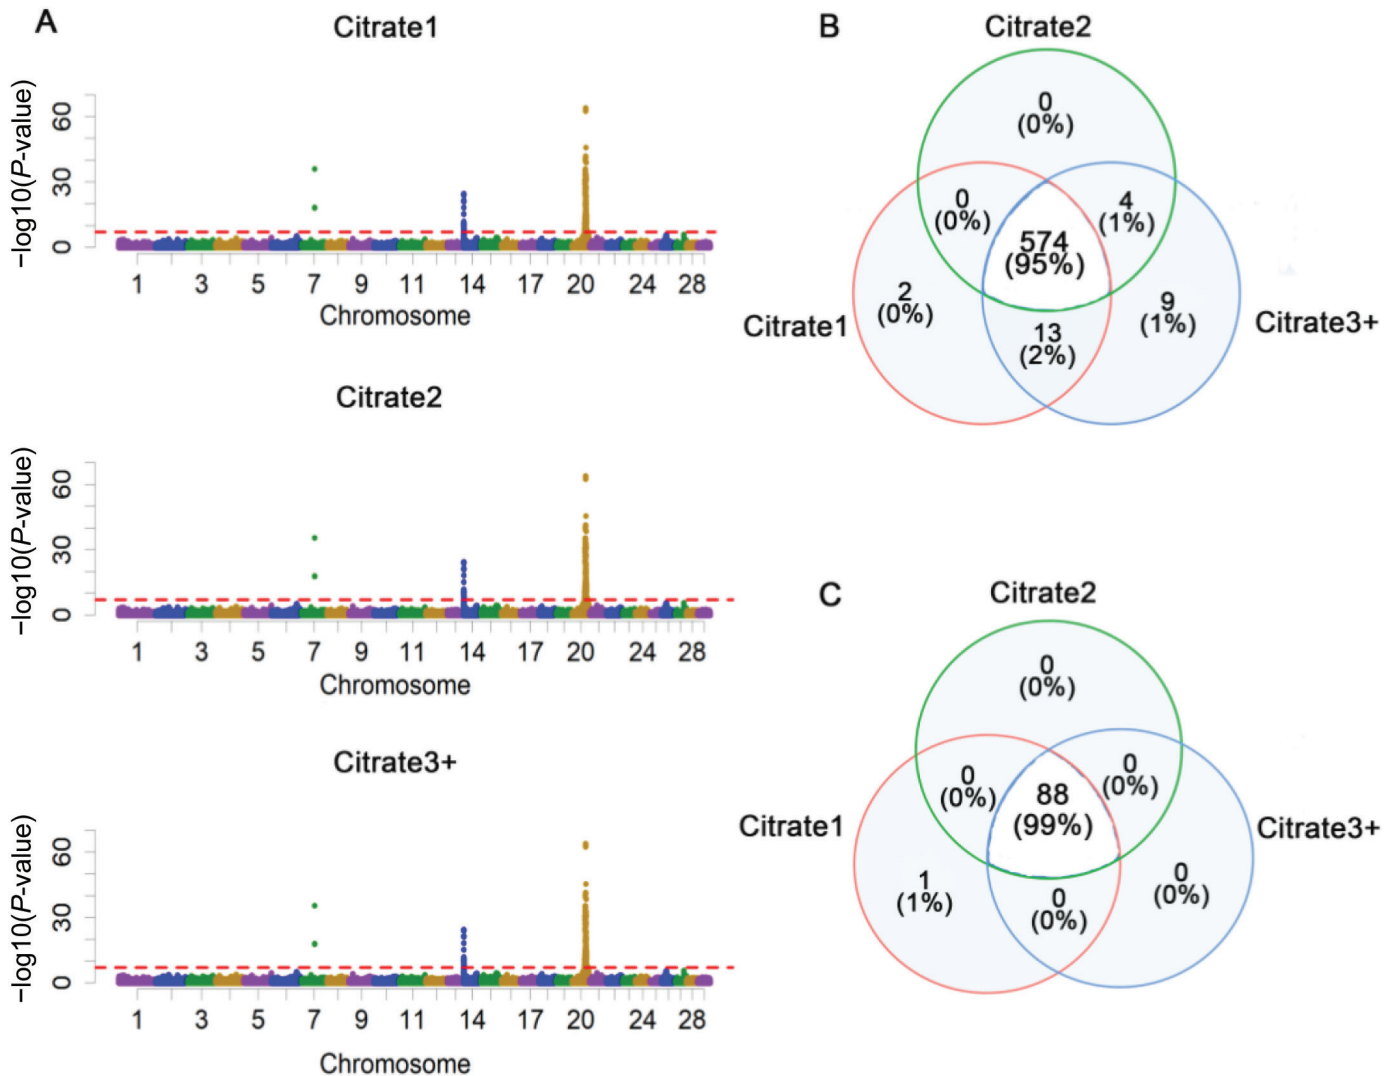 A
Citrate1
−log10(P-value)
60
30
0
1 3 5 7 9 11 14 17 20 24 28
Chromosome
Citrate2
−log10(P-value)
60
30
0
1 3 5 7 9 11 14 17 20 24 28
Chromosome
Citrate3+
−log10(P-value)
60
30
0
1 3 5 7 9 11 14 17 20 24 28
Chromosome
B
Citrate2
0
(0%)
0
(0%)
4
(1%)
574
(95%)
2
(0%)
9
(1%)
13
(2%)
Citrate1
Citrate3+
C
Citrate2
0
(0%)
0
(0%)
0
(0%)
88
(99%)
Citrate1
Citrate3+
1
(1%)
0
(0%)
0
(0%)